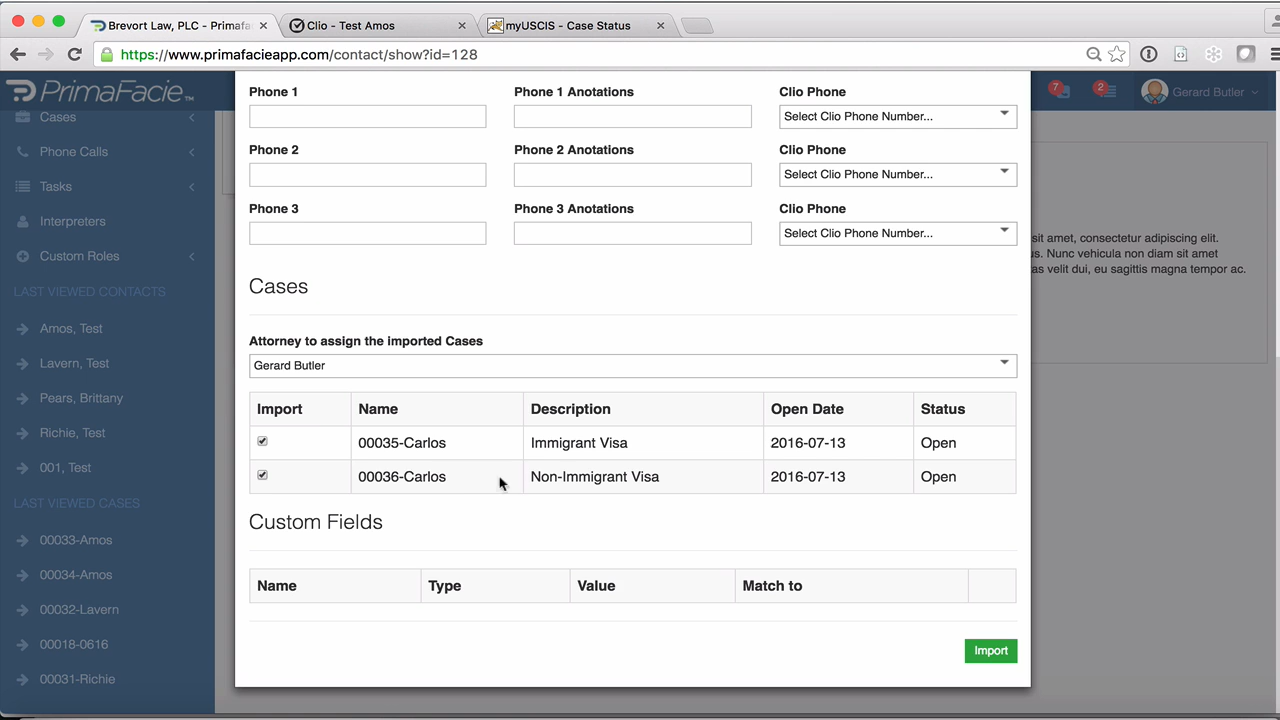 Brevort Law, PLC - Primafa
Clio - Test Amos
myUSCIS - Case Status
https://www.primafacieapp.com/contact/show?id=128
PrimaFacie™
7
2
Gerard Butler
Cases
Phone Calls
Tasks
Interpreters
Custom Roles
LAST VIEWED CONTACTS
Amos, Test
Lavern, Test
Pears, Brittany
Richie, Test
001, Test
LAST VIEWED CASES
00033-Amos
00034-Amos
00032-Lavern
00018-0616
00031-Richie
Phone 1 Phone 1 Anotations Clio Phone
Select Clio Phone Number...
Phone 2 Phone 2 Anotations Clio Phone
Select Clio Phone Number...
Phone 3 Phone 3 Anotations Clio Phone
Select Clio Phone Number...
Cases
Attorney to assign the imported Cases
Gerard Butler
Import Name Description Open Date Status
00035-Carlos Immigrant Visa 2016-07-13 Open
00036-Carlos Non-Immigrant Visa 2016-07-13 Open
Custom Fields
Name Type Value Match to
Import
sit amet, consectetur adipiscing elit.
us. Nunc vehicula non diam sit amet
as velit dui, eu sagittis magna tempor ac.